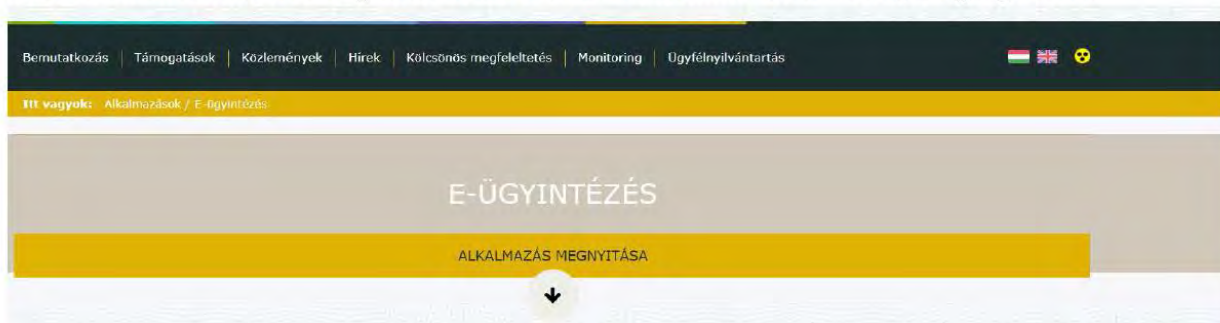 Bemutatkozás | Támogatások | Közlemények | Hírek | Kölcsönös megfeleltetés | Monitoring | Ügyfélnyilvántartás
Itt vagyok: Alkalmazások / E-ügyintézés
E-ÜGYINTÉZÉS
ALKALMAZÁS MEGNYITÁSA